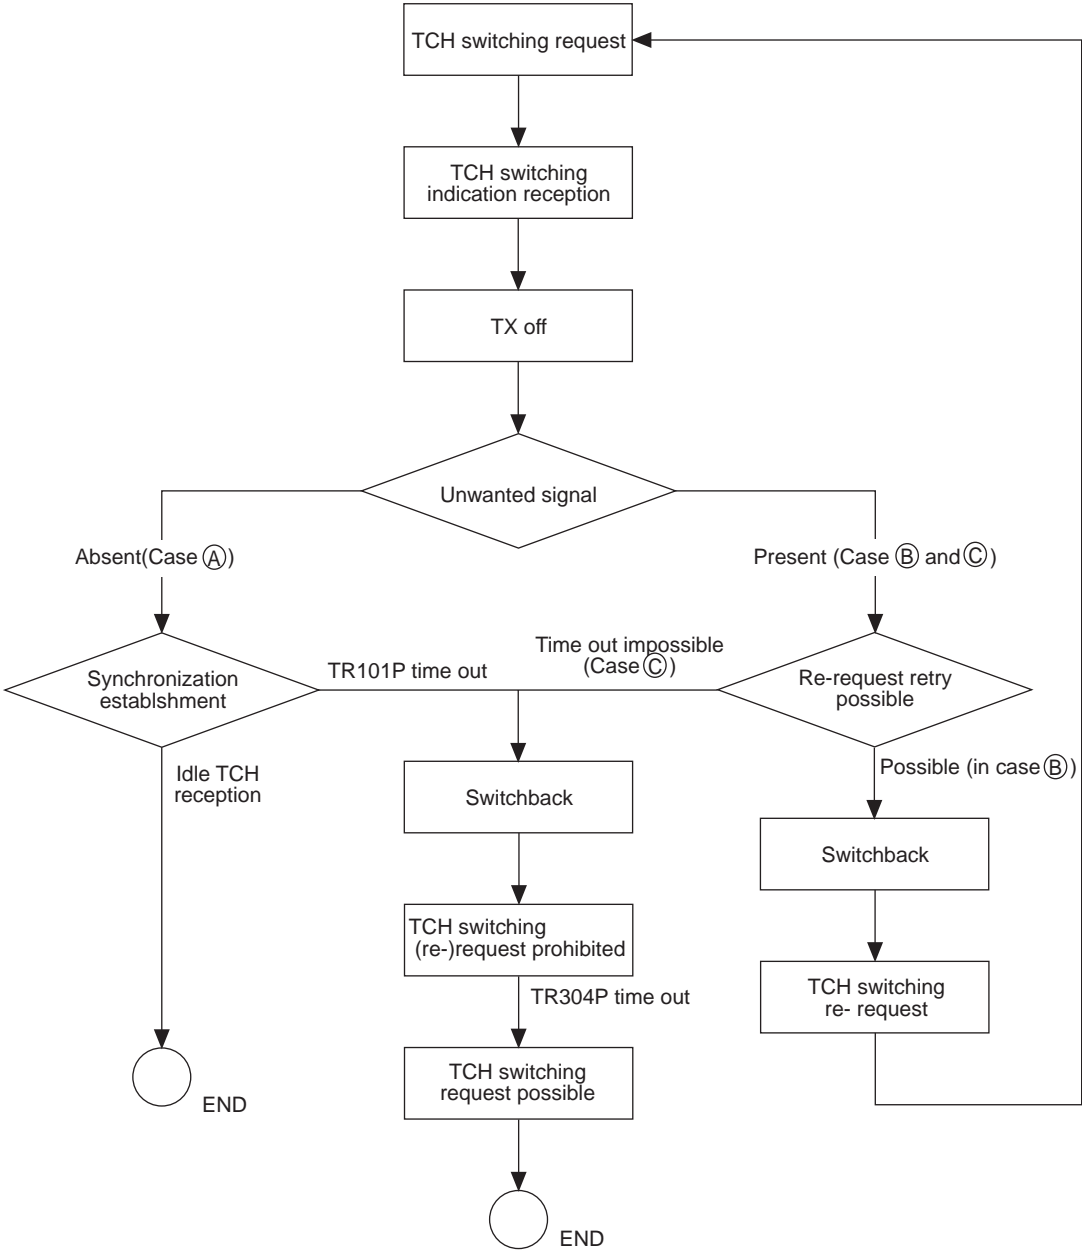 TCH switching request
TCH switching
indication reception
TX off
Unwanted signal
Absent(Case Ⓐ)
Present (Case Ⓑ and Ⓒ)
Synchronization
establshment
TR101P time out
Time out impossible
(Case Ⓒ)
Re-request retry
possible
Idle TCH
reception
Possible (in case Ⓑ)
Switchback
Switchback
TCH switching
(re-)request prohibited
TCH switching
re- request
TR304P time out
TCH switching
request possible
END
END